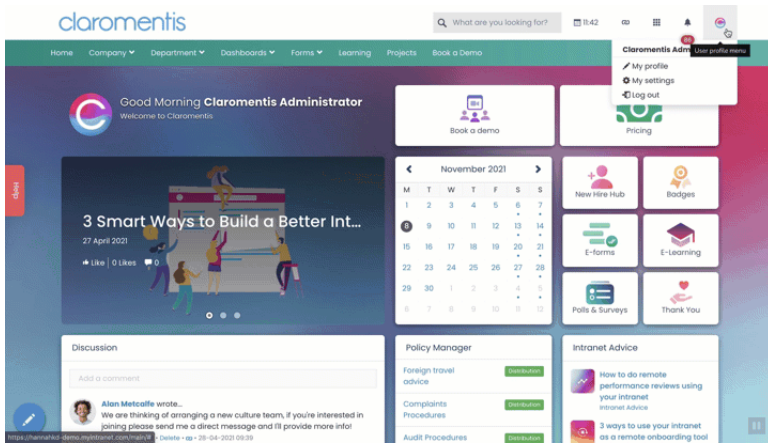 claromentis
What are you looking for?
11:42
88
User profile menu
Claromentis Adm
My profile
My settings
Log out
Home Company Department Dashboards Forms Learning Projects Book a Demo
Good Morning Claromentis Administrator
Welcome to Claromentis
Book a demo
Pricing
Help
3 Smart Ways to Build a Better Int...
27 April 2021
Like 0 Likes 0
November 2021
M T W T F S S
1 2 3 4 5 6 7
8 9 10 11 12 13 14
15 16 17 18 19 20 21
22 23 24 25 26 27 28
29 30 1 2 3 4 5
6 7 8 9 10 11 12
New Hire Hub
Badges
E-forms
E-Learning
Polls & Surveys
Thank You
Discussion
Add a comment
Alan Metcalfe wrote...
We are thinking of arranging a new culture team, if you're interested in
joining please send me a direct message and I'll provide more info!
Delete • 28-04-2021 09:39
https://hannahkd-demo.myintranet.com/main/#
Policy Manager
Foreign travel
advice
Distribution
Complaints
Procedures
Distribution
Audit Procedures
Distribution
Intranet Advice
How to do remote
performance reviews using
your intranet
Intranet Advice
3 ways to use your intranet
as a remote onboarding tool